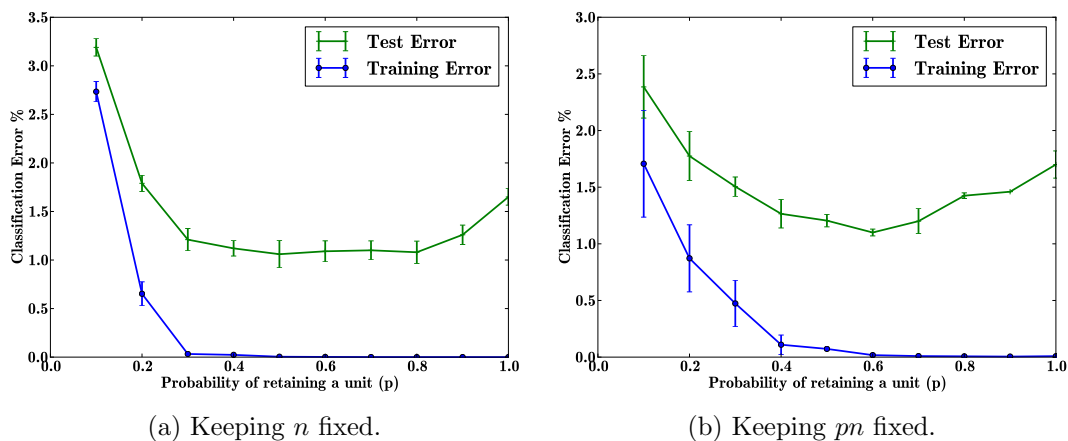 3.5
3.0
2.5
2.0
1.5
1.0
0.5
0.0
Classification Error %
Test Error
Training Error
0.0 0.2 0.4 0.6 0.8 1.0
Probability of retaining a unit (p)
(a) Keeping n fixed.
3.0
2.5
2.0
1.5
1.0
0.5
0.0
Classification Error %
Test Error
Training Error
0.0 0.2 0.4 0.6 0.8 1.0
Probability of retaining a unit (p)
(b) Keeping pn fixed.